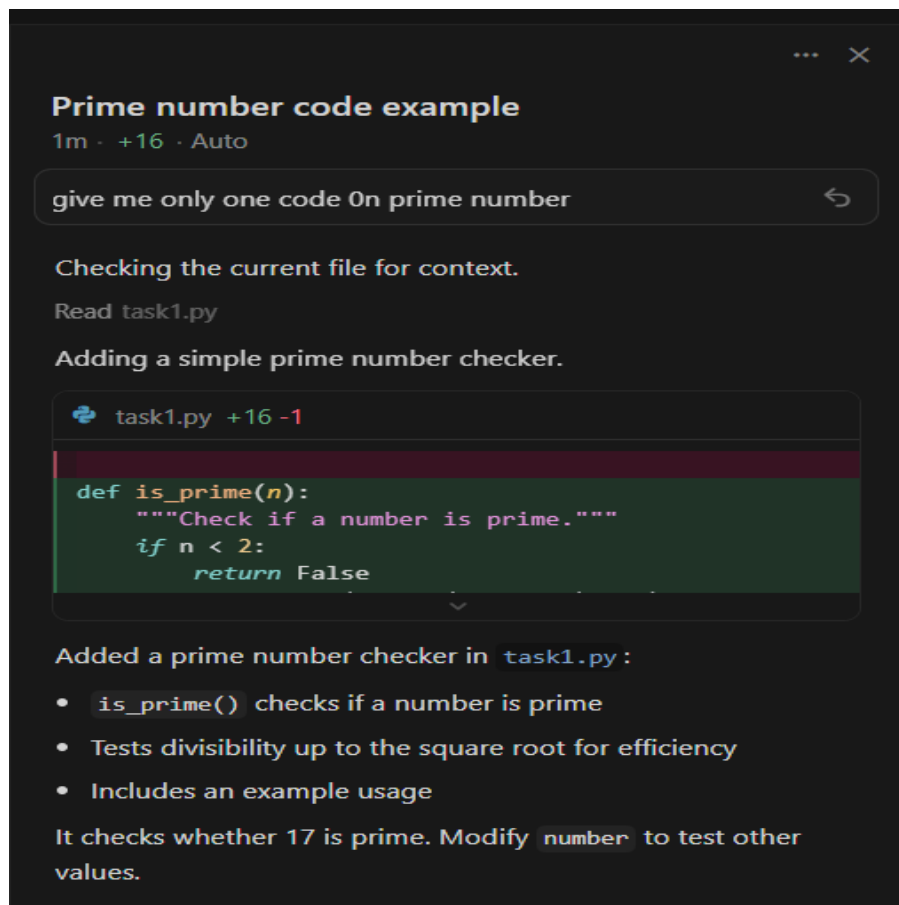 Prime number code example
1m · +16 · Auto
give me only one code 0n prime number
Checking the current file for context.
Read task1.py
Adding a simple prime number checker.
task1.py +16 -1
def is_prime(n):
"""Check if a number is prime."""
if n < 2:
return False
Added a prime number checker in task1.py:
• is_prime() checks if a number is prime
• Tests divisibility up to the square root for efficiency
• Includes an example usage
It checks whether 17 is prime. Modify number to test other
values.